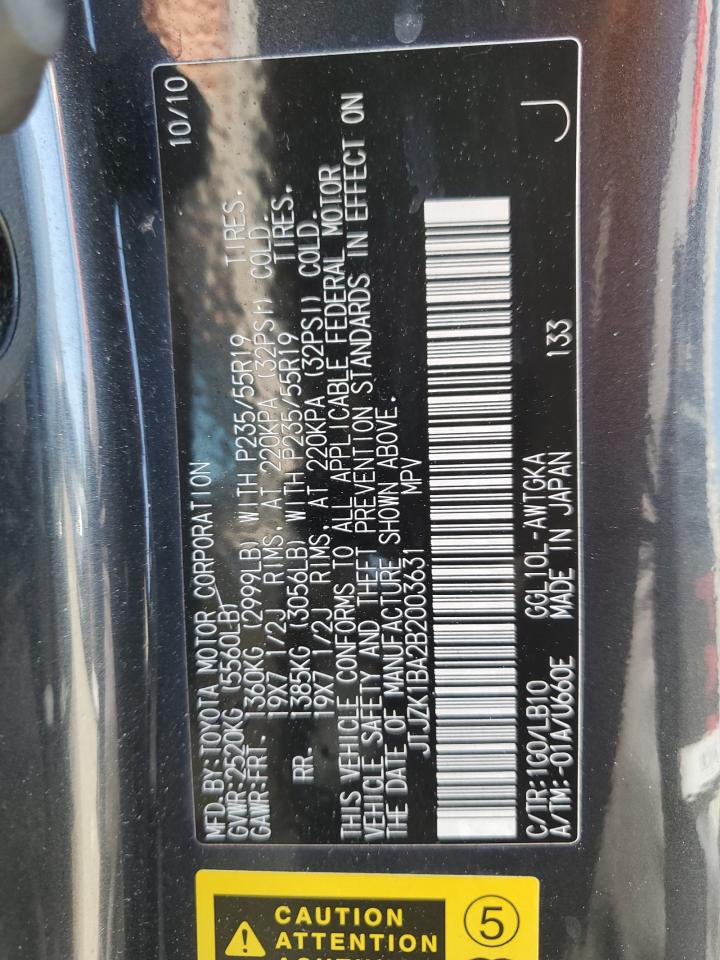 MFD. BY: TOYOTA MOTOR CORPORATION 10/10
GVWR: 2520KG (5560LB)
GAWR: FRT. 1360KG (2999LB) WITH P235/55R19 TIRES,
19X7 1/2J RIMS, AT 220KPA (32PSI) COLD.
RR. 1385KG (3056LB) WITH P235/55R19 TIRES,
19X7 1/2J RIMS, AT 220KPA (32PSI) COLD.
THIS VEHICLE CONFORMS TO ALL APPLICABLE FEDERAL MOTOR
VEHICLE SAFETY AND THEFT PREVENTION STANDARDS IN EFFECT ON
THE DATE OF MANUFACTURE SHOWN ABOVE.
JTJZK1BA2B2003631 MPV
C/TR: 1G0/LB10 GGL10L-AWTGKA
A/TM: -01A/U660E MADE IN JAPAN 133 J
CAUTION
ATTENTION
5